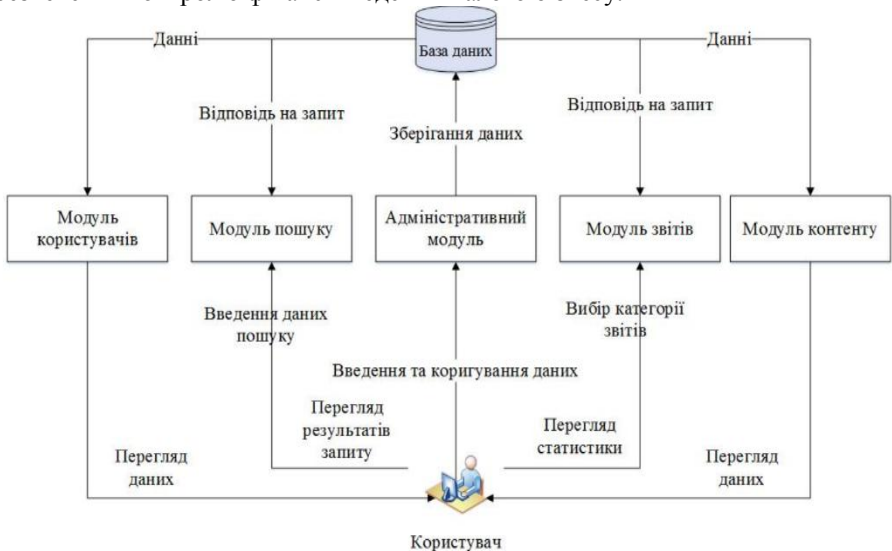 Данні
База даних
Данні
Відповідь на запит
Відповідь на запит
Зберігання даних
Модуль
користувачів
Модуль пошуку
Адміністративний
модуль
Модуль звітів
Модуль контенту
Введення даних
пошуку
Вибір категорії
звітів
Введення та коригування даних
Перегляд
результатів
запиту
Перегляд
статистики
Перегляд
даних
Перегляд
даних
Користувач